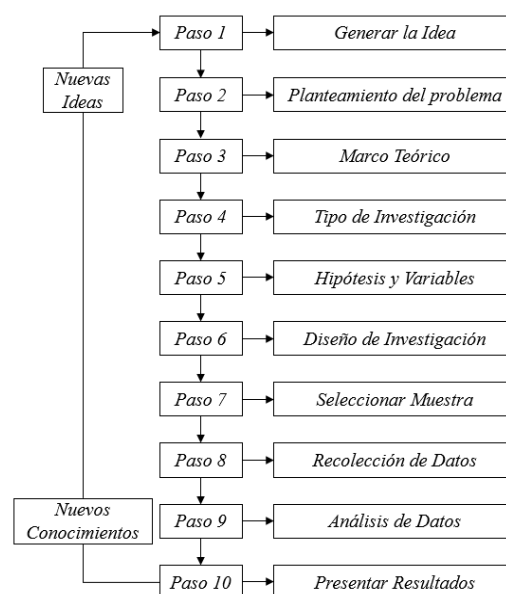 Paso 1
Generar la Idea
Nuevas
Ideas
Paso 2
Planteamiento del problema
Paso 3
Marco Teórico
Paso 4
Tipo de Investigación
Paso 5
Hipótesis y Variables
Paso 6
Diseño de Investigación
Paso 7
Seleccionar Muestra
Paso 8
Recolección de Datos
Nuevos
Conocimientos
Paso 9
Análisis de Datos
Paso 10
Presentar Resultados